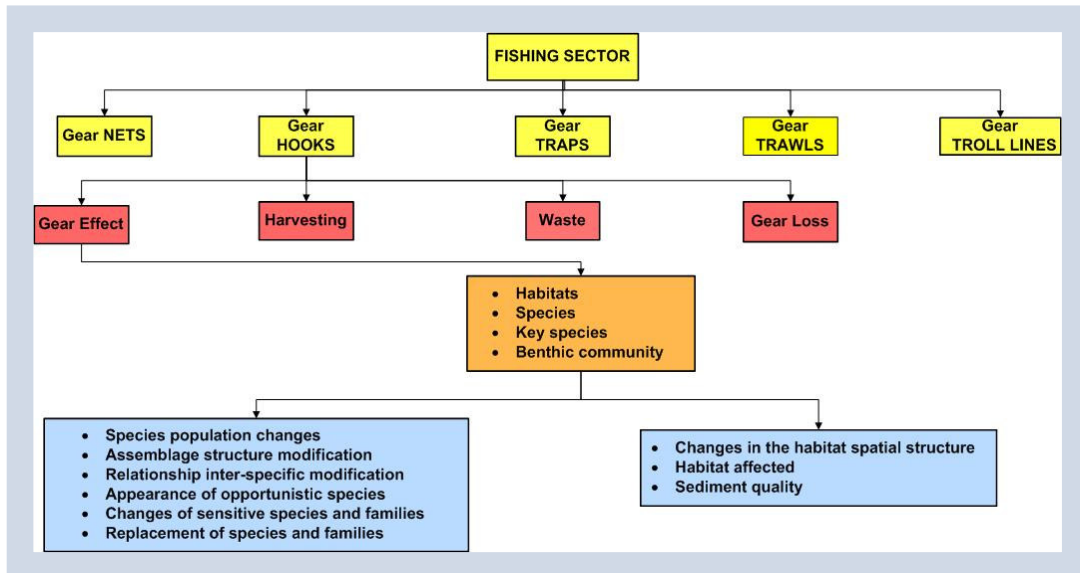 FISHING SECTOR
Gear NETS
Gear
HOOKS
Gear
TRAPS
Gear
TRAWLS
Gear
TROLL LINES
Gear Effect
Harvesting
Waste
Gear Loss
• Habitats
• Species
• Key species
• Benthic community
• Species population changes
• Assemblage structure modification
• Relationship inter-specific modification
• Appearance of opportunistic species
• Changes of sensitive species and families
• Replacement of species and families
• Changes in the habitat spatial structure
• Habitat affected
• Sediment quality